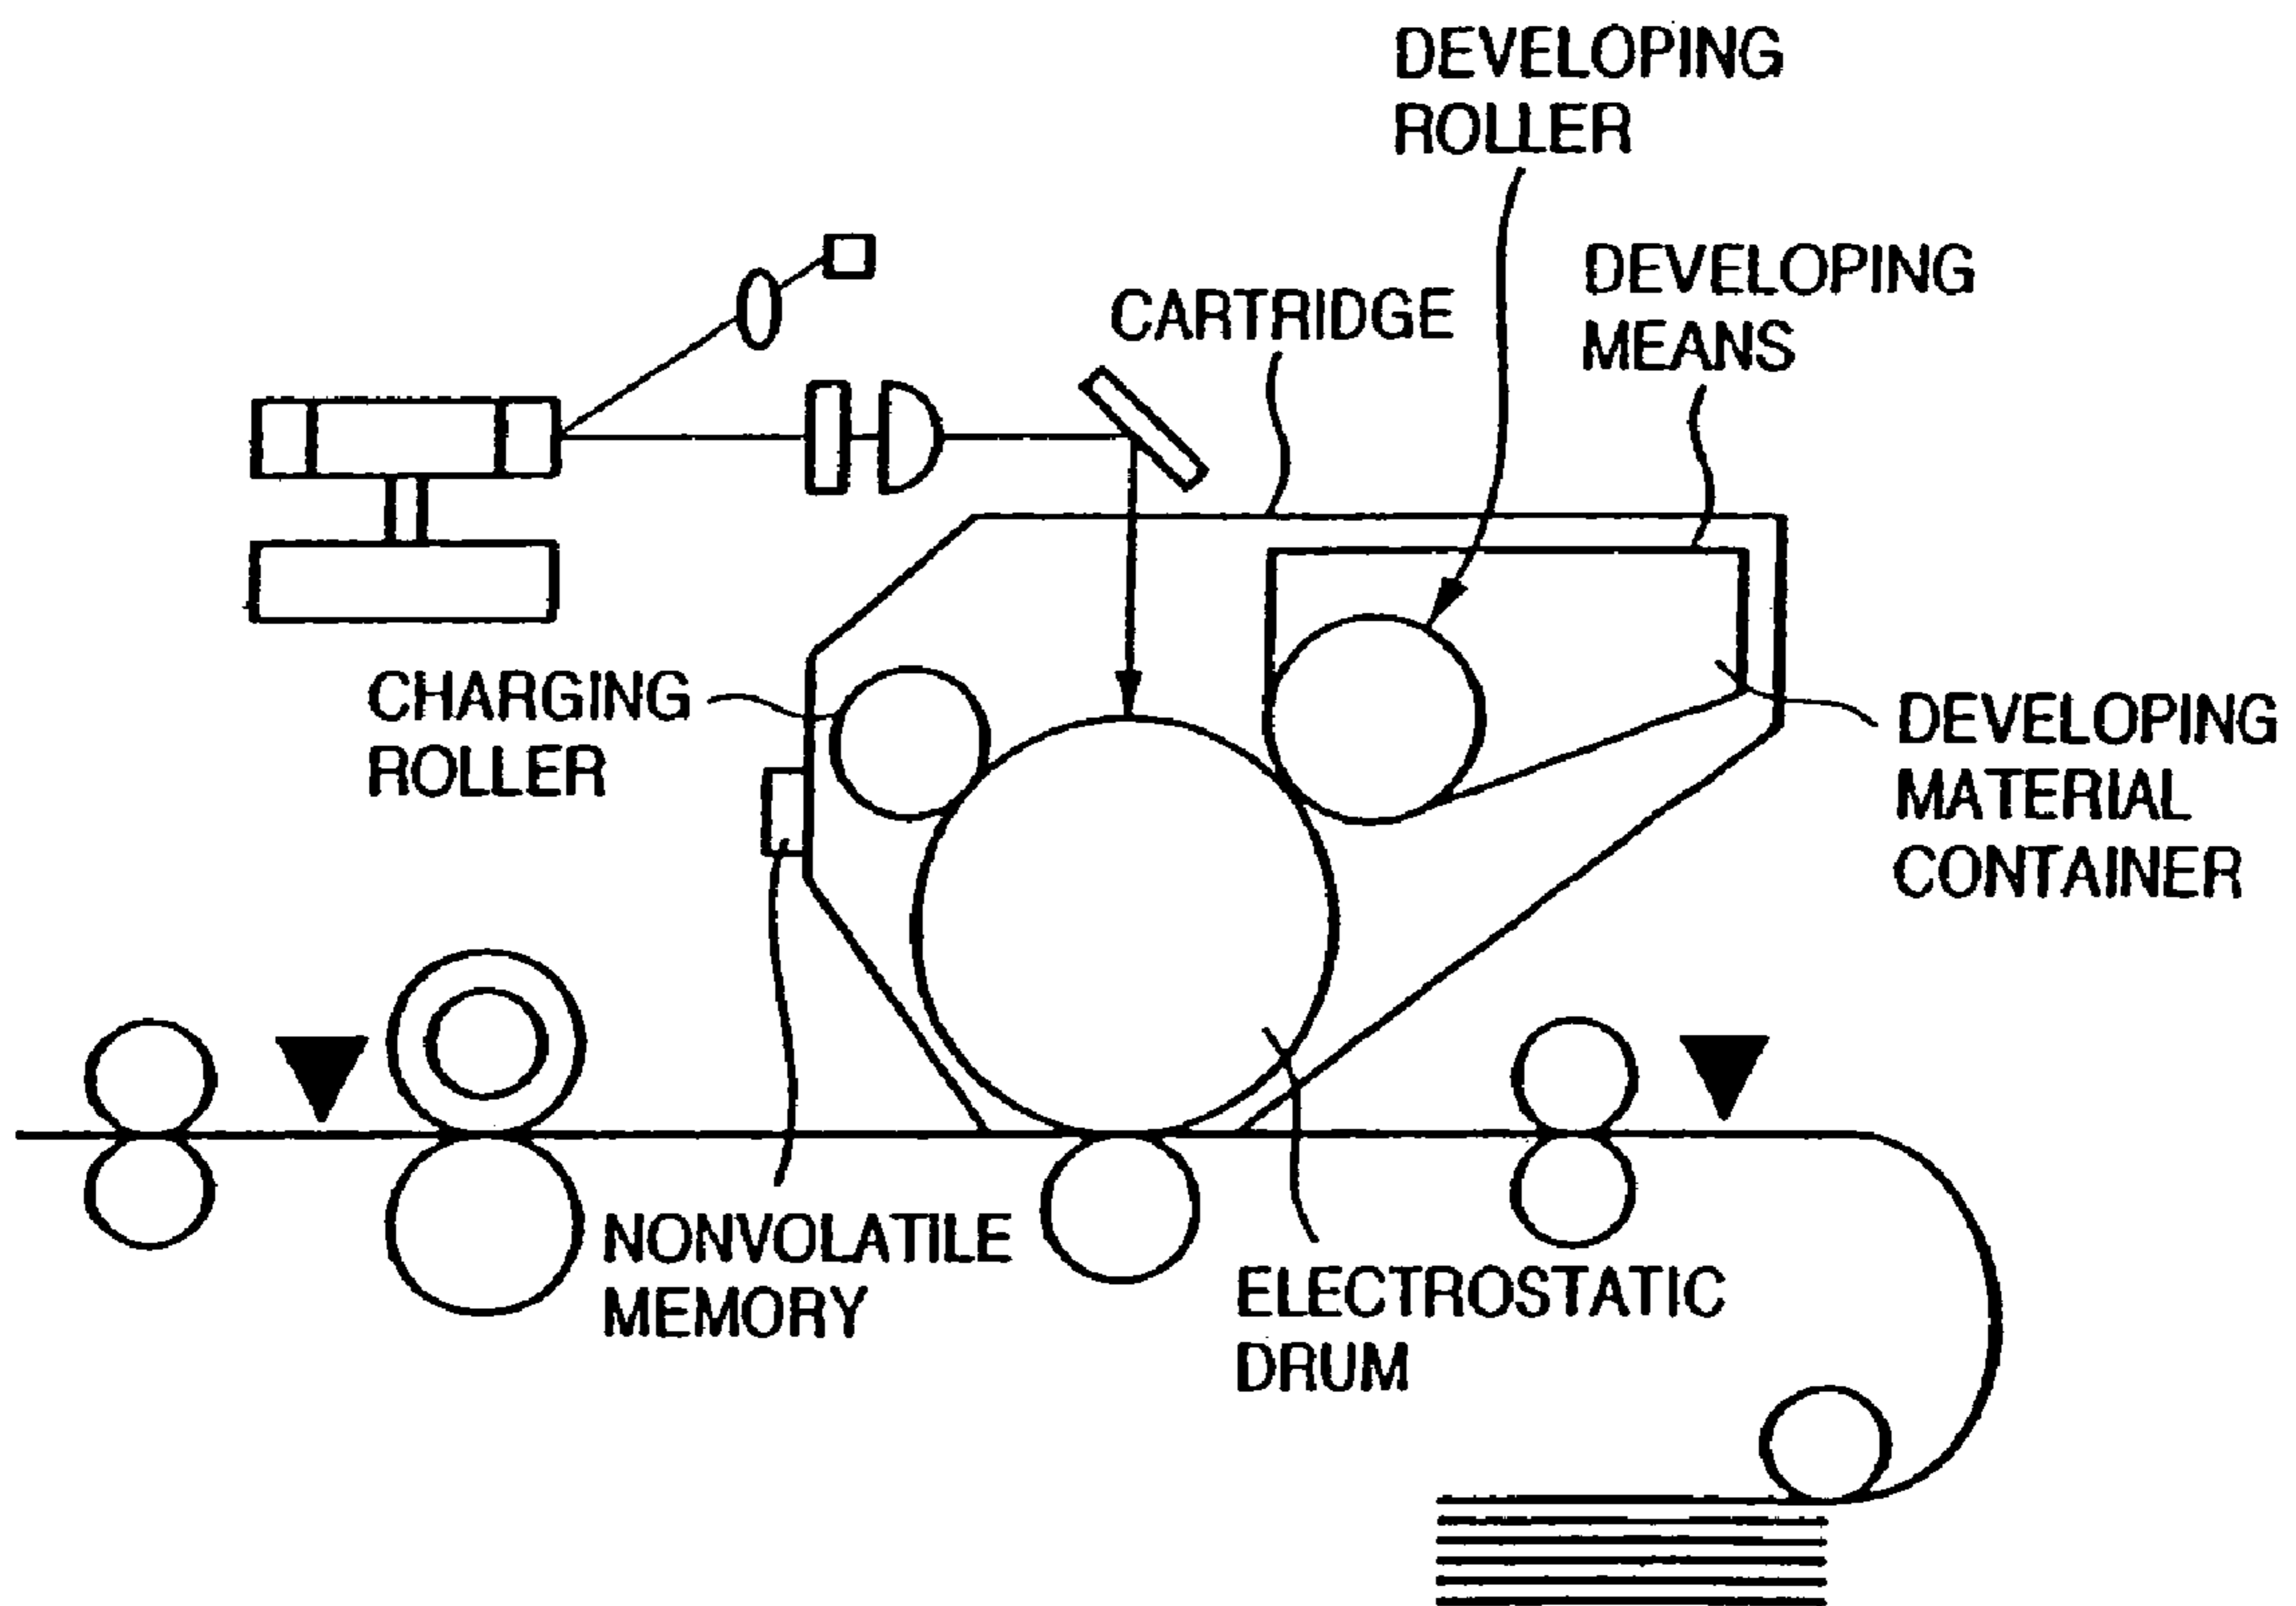 DEVELOPING
ROLLER
DEVELOPING
MEANS
CARTRIDGE
CHARGING
ROLLER
DEVELOPING
MATERIAL
CONTAINER
NONVOLATILE
MEMORY
ELECTROSTATIC
DRUM